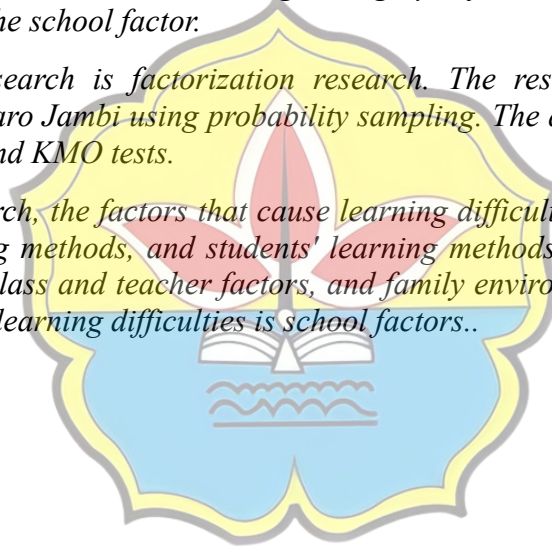 he school factor.
search is factorization research. The res
aro Jambi using probability sampling. The d
nd KMO tests.
rch, the factors that cause learning difficult
g methods, and students' learning methods
lass and teacher factors, and family enviro
learning difficulties is school factors..